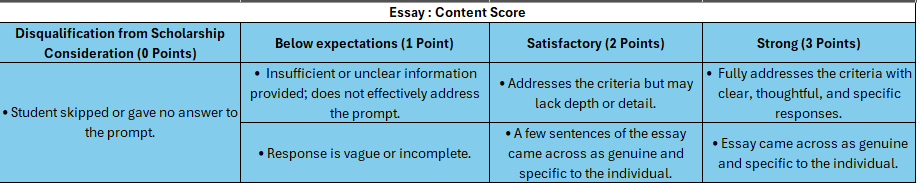 Essay : Content Score
Disqualification from Scholarship
Consideration (0 Points)
Below expectations (1 Point)
Satisfactory (2 Points)
Strong (3 Points)
• Student skipped or gave no answer to
the prompt.
• Insufficient or unclear information
provided; does not effectively address
the prompt.
• Addresses the criteria but may
lack depth or detail.
• Fully addresses the criteria with
clear, thoughtful, and specific
responses.
• Response is vague or incomplete.
• A few sentences of the essay
came across as genuine and
specific to the individual.
• Essay came across as genuine
and specific to the individual.